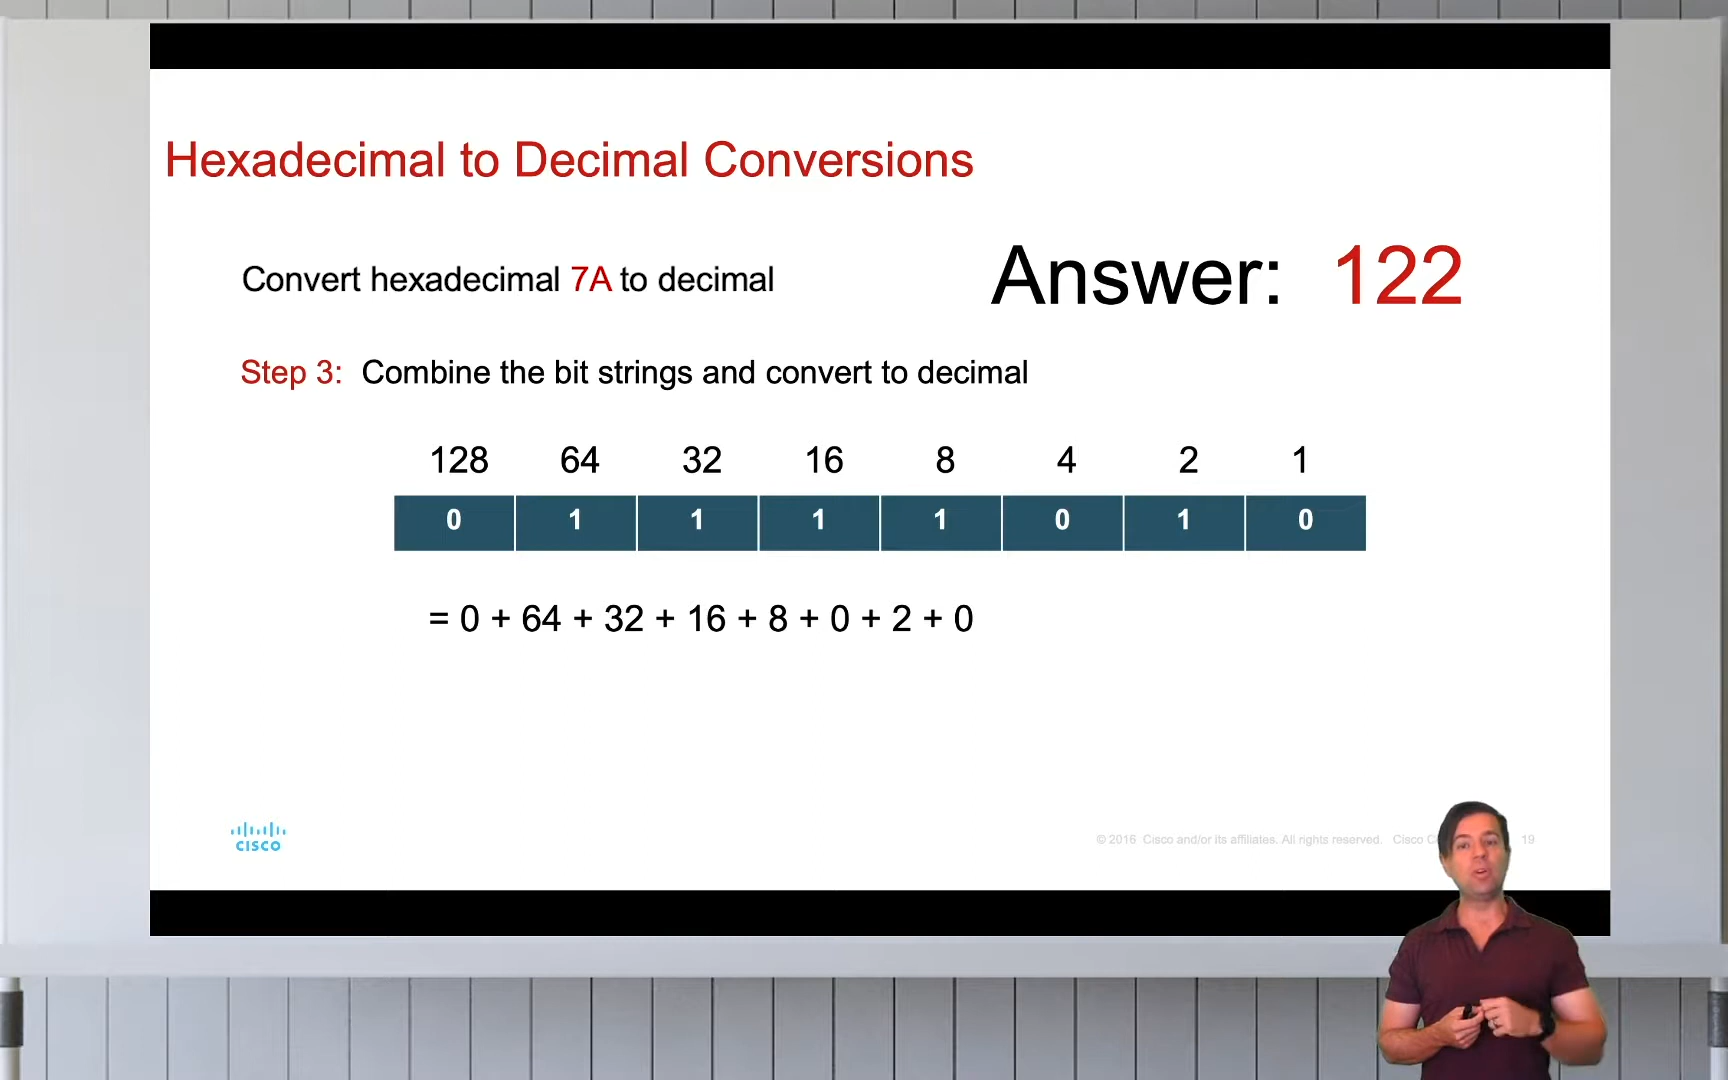 Hexadecimal to Decimal Conversions
Convert hexadecimal 7A to decimal
Answer: 122
Step 3: Combine the bit strings and convert to decimal
128 64 32 16 8 4 2 1
0 1 1 1 1 0 1 0
= 0 + 64 + 32 + 16 + 8 + 0 + 2 + 0
CISCO
© 2016 Cisco and/or its affiliates. All rights reserved. Cisco 19